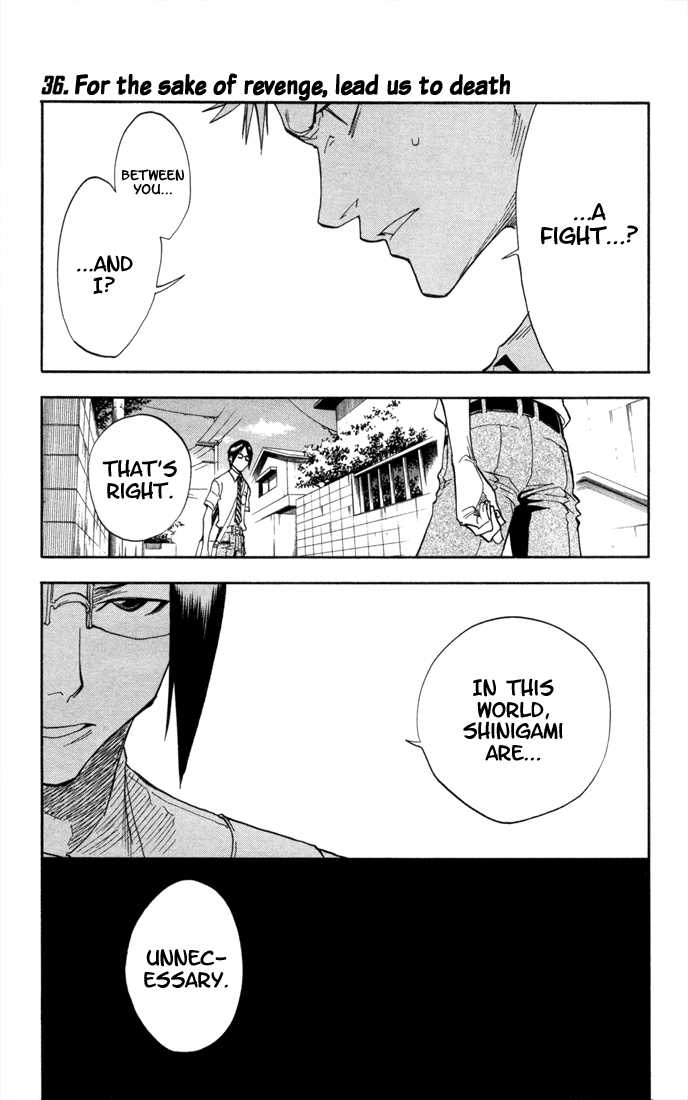 36. For the sake of revenge, lead us to death
...A
FIGHT...?
BETWEEN
YOU...
...AND
I?
THAT'S
RIGHT.
IN THIS
WORLD,
SHINIGAMI
ARE...
UNNEC-
ESSARY.